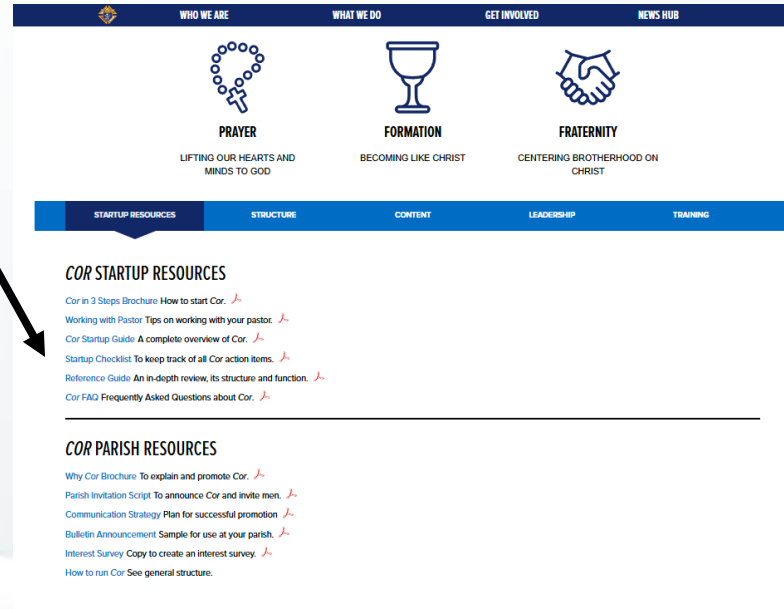 WHO WE ARE WHAT WE DO GET INVOLVED NEWS HUB
PRAYER FORMATION FRATERNITY
LIFTING OUR HEARTS AND BECOMING LIKE CHRIST CENTERING BROTHERHOOD ON
MINDS TO GOD CHRIST
STARTUP RESOURCES STRUCTURE CONTENT LEADERSHIP TRAINING
COR STARTUP RESOURCES
Cor in 3 Steps Brochure How to start Cor.
Working with Pastor Tips on working with your pastor.
Cor Startup Guide A complete overview of Cor.
Startup Checklist To keep track of all Cor action items.
Reference Guide An in-depth review, its structure and function.
Cor FAQ Frequently Asked Questions about Cor.
COR PARISH RESOURCES
Why Cor Brochure To explain and promote Cor.
Parish Invitation Script To announce Cor and invite men.
Communication Strategy Plan for successful promotion
Bulletin Announcement Sample for use at your parish.
Interest Survey Copy to create an interest survey.
How to run Cor See general structure.